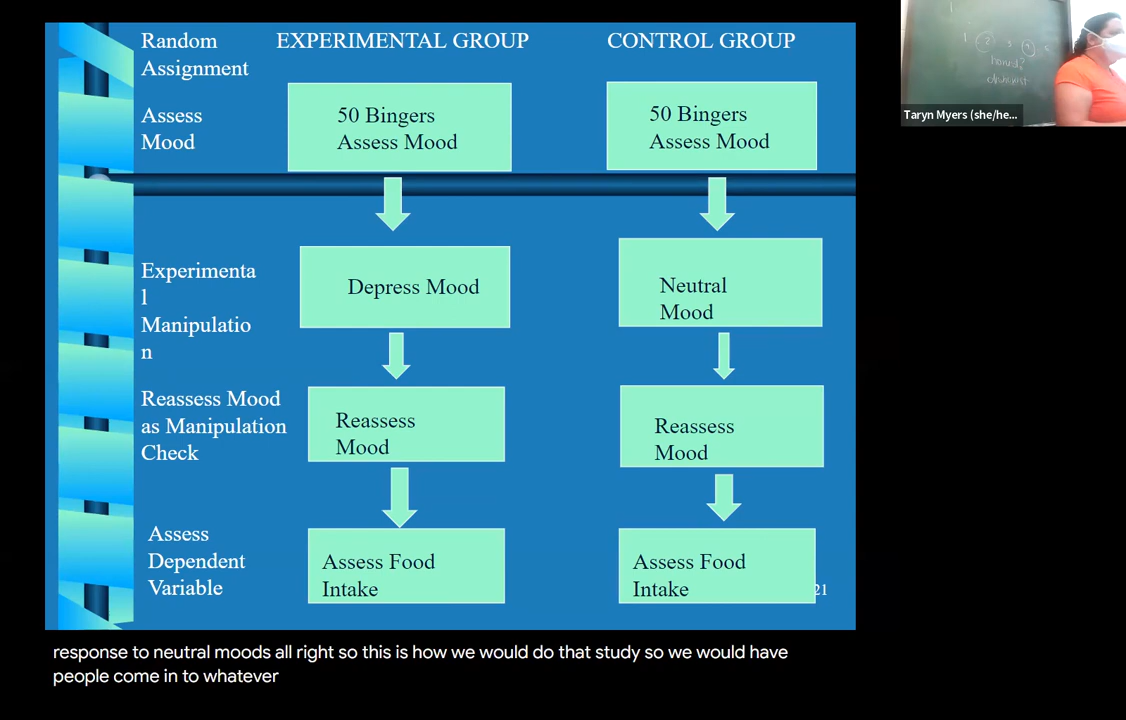 Random
Assignment
EXPERIMENTAL GROUP
CONTROL GROUP
Assess
Mood
50 Bingers
Assess Mood
50 Bingers
Assess Mood
Experimenta
l
Manipulatio
n
Depress Mood
Neutral
Mood
Reassess Mood
as Manipulation
Check
Reassess
Mood
Reassess
Mood
Assess
Dependent
Variable
Assess Food
Intake
Assess Food
Intake
21
Taryn Myers (she/he...
response to neutral moods all right so this is how we would do that study so we would have
people come in to whatever